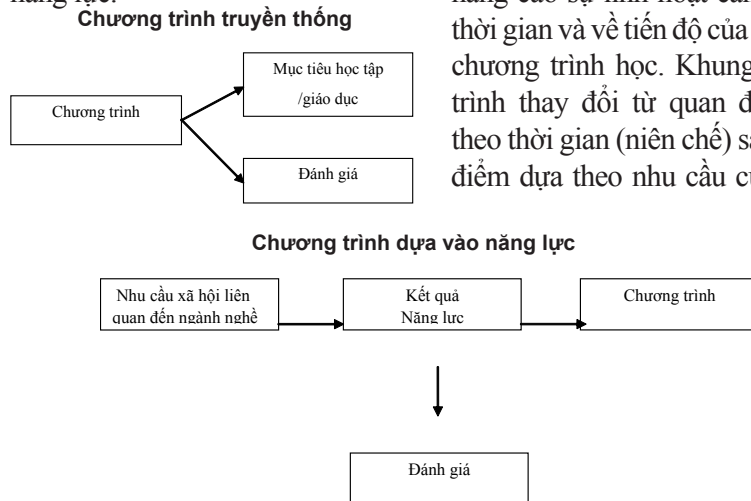 năng lực.
Chương trình truyền thống
Chương trình
Mục tiêu học tập
/giáo dục
Đánh giá
thời gian và về tiến độ của
chương trình học. Khung
trình thay đổi từ quan
theo thời gian (niên chế)
điểm dựa theo nhu cầu
Chương trình dựa vào năng lực
Nhu cầu xã hội liên
quan đến ngành nghề
Kết quả
Năng lực
Chương trình
Đánh giá